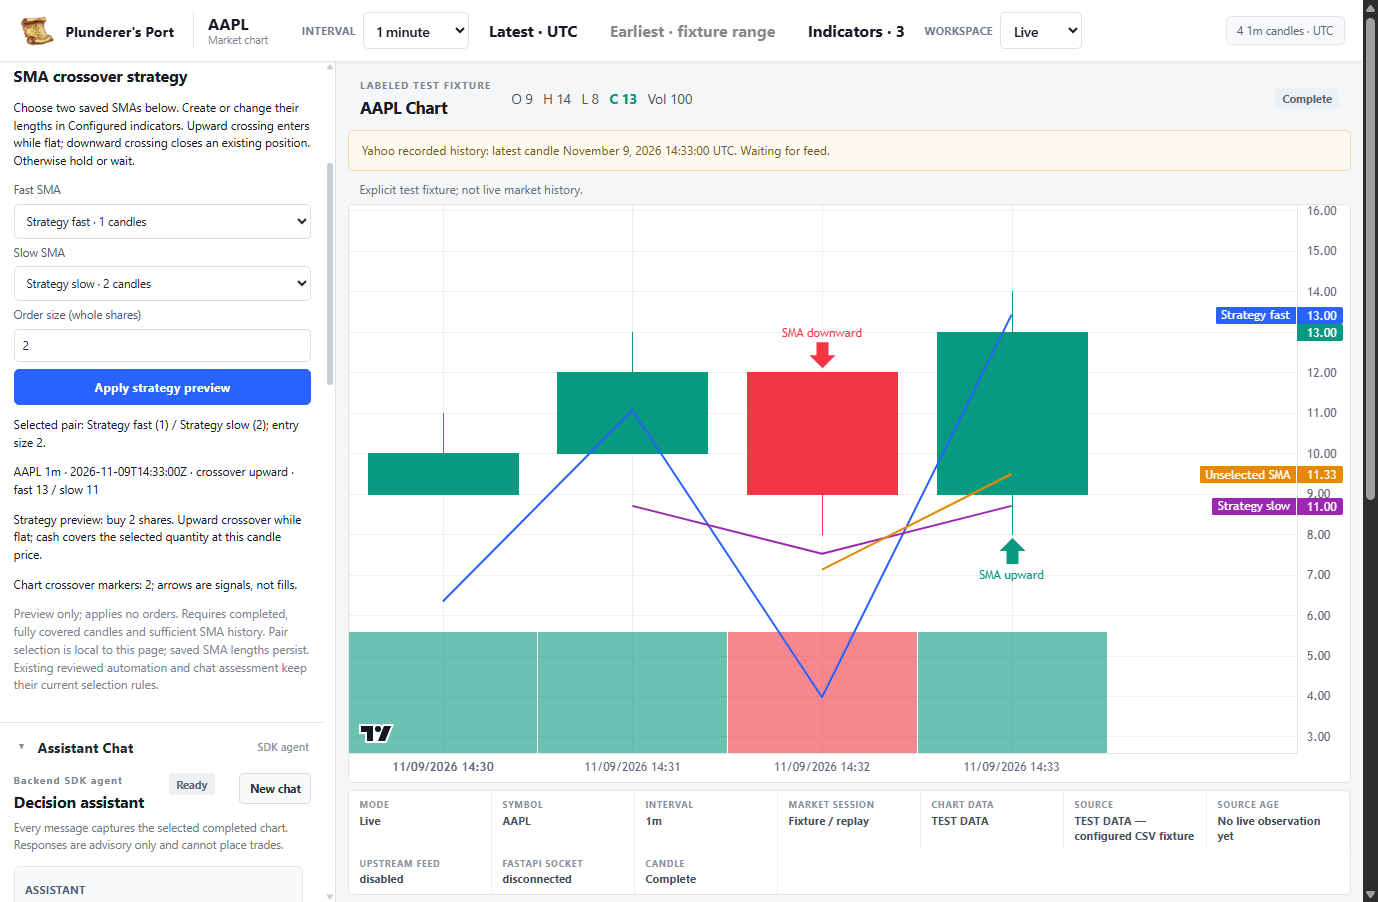 Plunderer's Port
AAPL
Market chart
INTERVAL
1 minute
Latest · UTC
Earliest · fixture range
Indicators · 3
WORKSPACE
Live
4 1m candles · UTC
SMA crossover strategy
Choose two saved SMAs below. Create or change their
lengths in Configured indicators. Upward crossing enters
while flat; downward crossing closes an existing position.
Otherwise hold or wait.
Fast SMA
Strategy fast · 1 candles
Slow SMA
Strategy slow · 2 candles
Order size (whole shares)
2
Apply strategy preview
Selected pair: Strategy fast (1) / Strategy slow (2); entry
size 2.
AAPL 1m · 2026-11-09T14:33:00Z · crossover upward ·
fast 13 / slow 11
Strategy preview: buy 2 shares. Upward crossover while
flat; cash covers the selected quantity at this candle
price.
Chart crossover markers: 2; arrows are signals, not fills.
Preview only; applies no orders. Requires completed,
fully covered candles and sufficient SMA history. Pair
selection is local to this page; saved SMA lengths persist.
Existing reviewed automation and chat assessment keep
their current selection rules.
Assistant Chat
SDK agent
Backend SDK agent
Decision assistant
Ready
New chat
Every message captures the selected completed chart.
Responses are advisory only and cannot place trades.
ASSISTANT
LABELED TEST FIXTURE
AAPL Chart
O 9 H 14 L 8 C 13 Vol 100
Complete
Yahoo recorded history: latest candle November 9, 2026 14:33:00 UTC. Waiting for feed.
Explicit test fixture; not live market history.
16.00
15.00
14.00
Strategy fast 13.00
13.00
12.00
11.00
10.00
Unselected SMA 11.33
9.00
Strategy slow 11.00
8.00
7.00
6.00
5.00
4.00
3.00
SMA downward
SMA upward
11/09/2026 14:30
11/09/2026 14:31
11/09/2026 14:32
11/09/2026 14:33
MODE
Live
SYMBOL
AAPL
INTERVAL
1m
MARKET SESSION
Fixture / replay
CHART DATA
TEST DATA
SOURCE
TEST DATA —
configured CSV fixture
SOURCE AGE
No live observation
yet
UPSTREAM FEED
disabled
FASTAPI SOCKET
disconnected
CANDLE
Complete